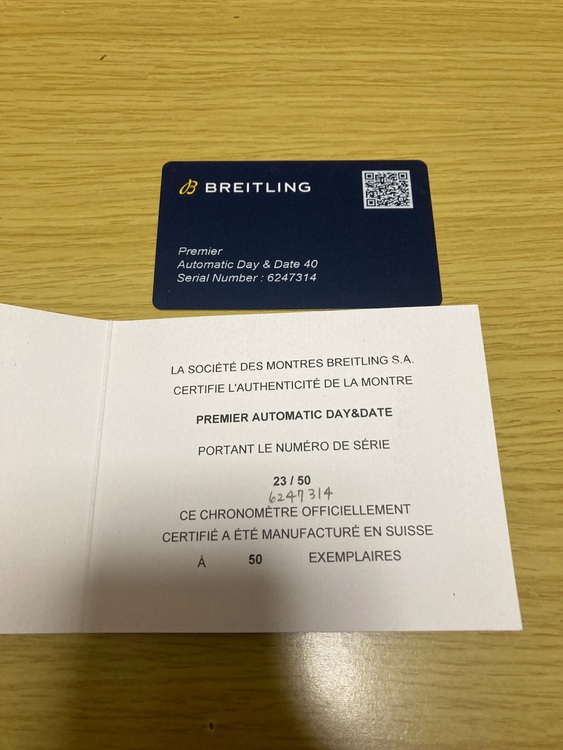 BREITLING
Premier
Automatic Day & Date 40
Serial Number : 6247314
LA SOCIÉTÉ DES MONTRES BREITLING S.A.
CERTIFIE L'AUTHENTICITÉ DE LA MONTRE
PREMIER AUTOMATIC DAY&DATE
PORTANT LE NUMÉRO DE SÉRIE
23 / 50
6247314
CE CHRONOMÈTRE OFFICIELLEMENT
CERTIFIÉ A ÉTÉ MANUFACTURÉ EN SUISSE
À 50 EXEMPLAIRES